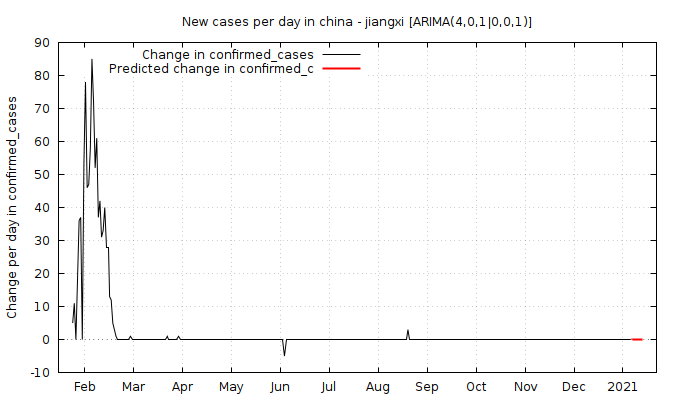 New cases per day in china - jiangxi [ARIMA(4,0,1|0,0,1)]
Change in confirmed_cases
Predicted change in confirmed_c
Change per day in confirmed_cases
90
80
70
60
50
40
30
20
10
0
-10
Feb Mar Apr May Jun Jul Aug Sep Oct Nov Dec 2021